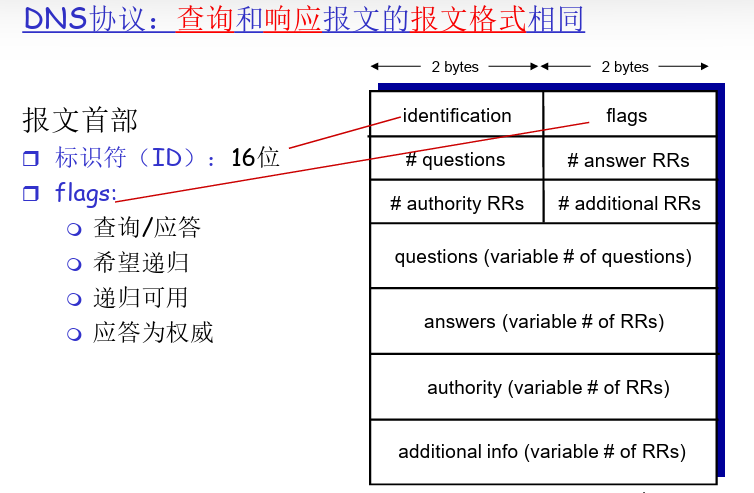 DNS协议：查询和响应报文的报文格式相同
2 bytes 2 bytes
报文首部
标识符（ID）：16位
flags:
查询/应答
希望递归
递归可用
应答为权威
identification flags
# questions # answer RRs
# authority RRs # additional RRs
questions (variable # of questions)
answers (variable # of RRs)
authority (variable # of RRs)
additional info (variable # of RRs)